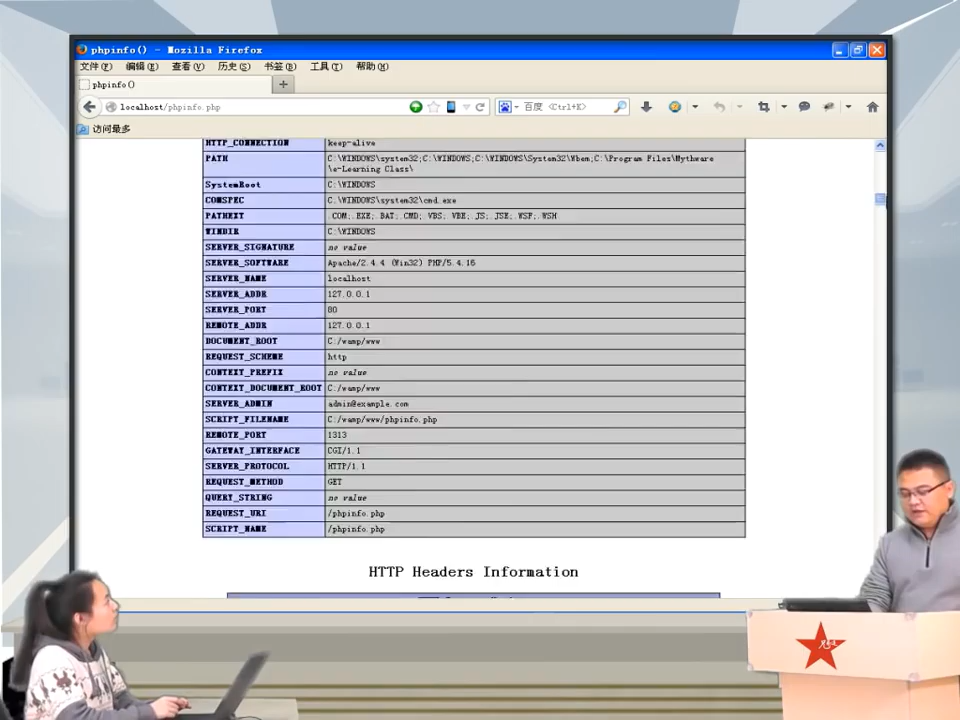 phpinfo() - Mozilla Firefox
文件(F) 编辑(E) 查看(V) 历史(S) 书签(B) 工具(T) 帮助(H)
phpinfo()
localhost/phpinfo.php
百度 <Ctrl+K>
访问最多
HTTP_CONNECTION keep-alive
PATH C:\WINDOWS\system32;C:\WINDOWS;C:\WINDOWS\System32\Wbem;C:\Program Files\Mythware
\e-Learning Class\
SystemRoot C:\WINDOWS
COMSPEC C:\WINDOWS\system32\cmd.exe
PATHEXT .COM;.EXE;.BAT;.CMD;.VBS;.VBE;.JS;.JSE;.WSF;.WSH
WINDIR C:\WINDOWS
SERVER_SIGNATURE no value
SERVER_SOFTWARE Apache/2.4.4 (Win32) PHP/5.4.16
SERVER_NAME localhost
SERVER_ADDR 127.0.0.1
SERVER_PORT 80
REMOTE_ADDR 127.0.0.1
DOCUMENT_ROOT C:/wamp/www
REQUEST_SCHEME http
CONTEXT_PREFIX no value
CONTEXT_DOCUMENT_ROOT C:/wamp/www
SERVER_ADMIN admin@example.com
SCRIPT_FILENAME C:/wamp/www/phpinfo.php
REMOTE_PORT 1313
GATEWAY_INTERFACE CGI/1.1
SERVER_PROTOCOL HTTP/1.1
REQUEST_METHOD GET
QUERY_STRING no value
REQUEST_URI /phpinfo.php
SCRIPT_NAME /phpinfo.php
HTTP Headers Information